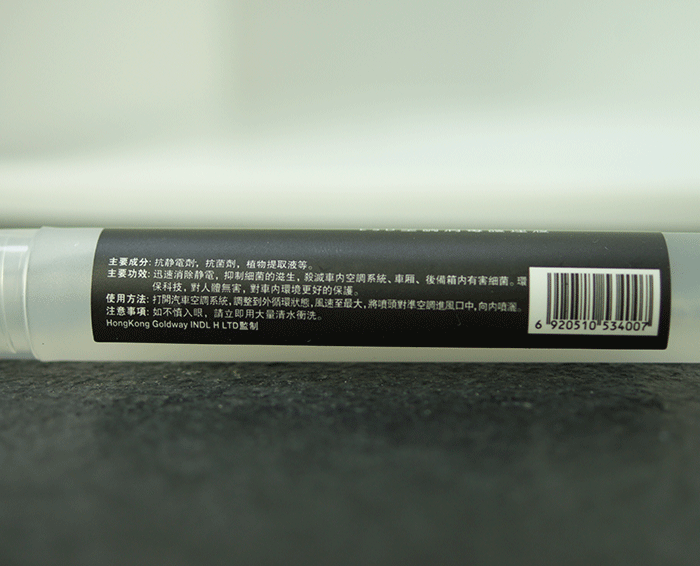 主要成分: 抗静電劑, 抗菌劑, 植物提取液等。
主要功效: 迅速消除静電, 抑制細菌的滋生, 殺滅車内空調系統、車厢、後備箱内有害細菌。環
保科技, 對人體無害, 對車内環境更好的保護。
使用方法: 打開汽車空調系統, 調整到外循環狀態, 風速至最大, 將噴頭對準空調進風口中, 向内噴灑。
注意事項: 如不慎入眼, 請立即用大量清水衝洗。
HongKong Goldway INDL H LTD監制
6 920510 534007